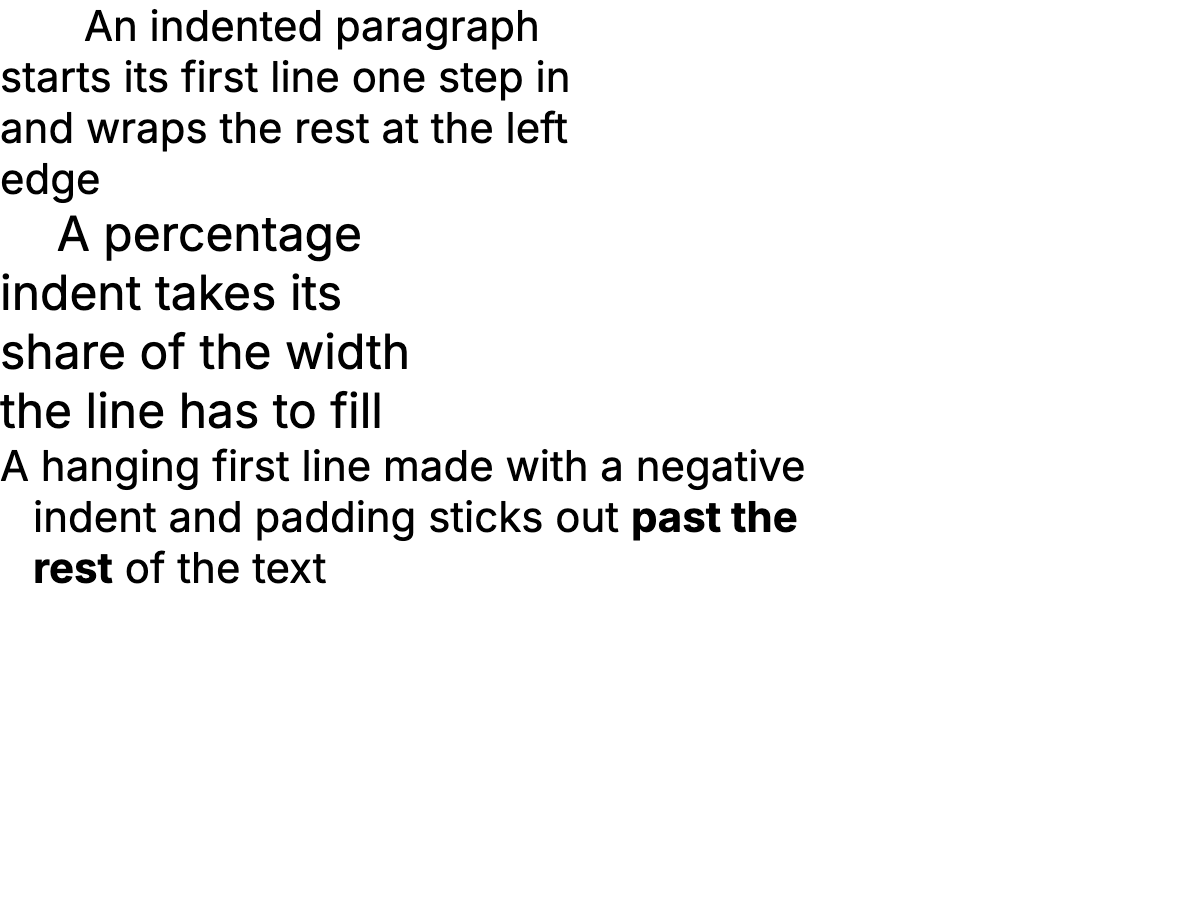 An indented paragraph
starts its first line one step in
and wraps the rest at the left
edge
A percentage
indent takes its
share of the width
the line has to fill
A hanging first line made with a negative
indent and padding sticks out past the
rest of the text